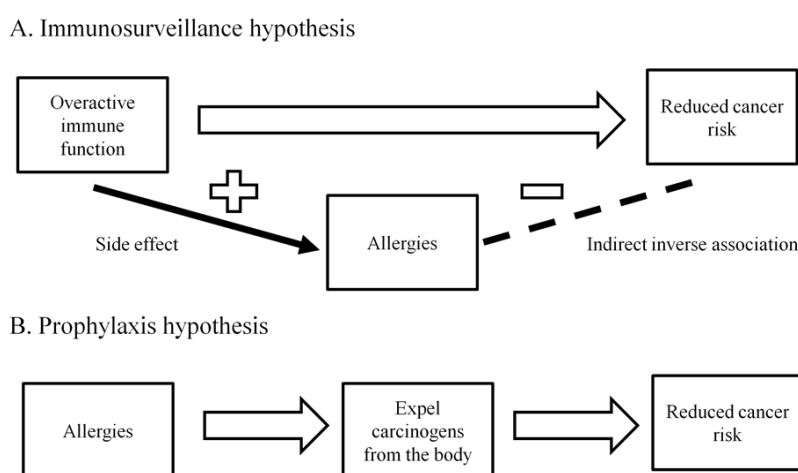 A. Immunosurveillance hypothesis
Overactive
immune
function
Reduced cancer
risk
Side effect
Allergies
Indirect inverse association
B. Prophylaxis hypothesis
Allergies
Expel
carcinogens
from the body
Reduced cancer
risk